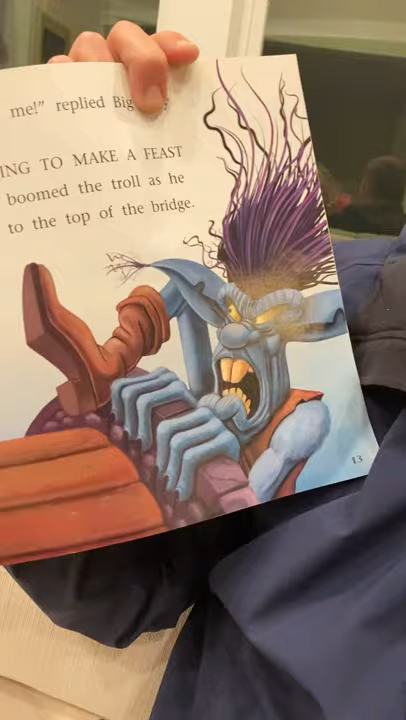 me!" replied Big
ING TO MAKE A FEAST
boomed the troll as he
to the top of the bridge.
13